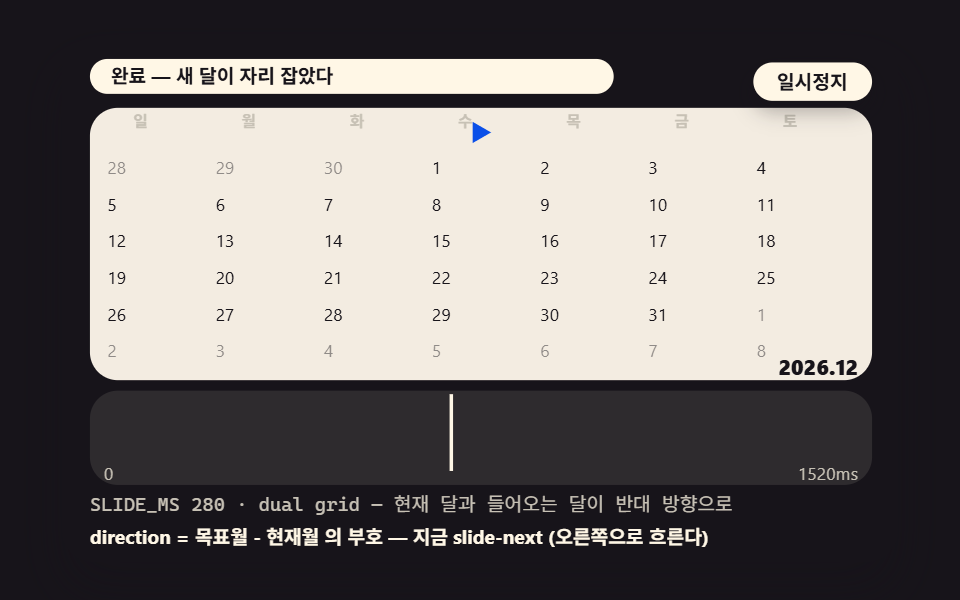 완료 — 새 달이 자리 잡았다
일시정지
일 월 화 수 목 금 토
28 29 30 1 2 3 4
5 6 7 8 9 10 11
12 13 14 15 16 17 18
19 20 21 22 23 24 25
26 27 28 29 30 31 1
2 3 4 5 6 7 8
2026.12
0 1520ms
SLIDE_MS 280 · dual grid — 현재 달과 들어오는 달이 반대 방향으로
direction = 목표월 - 현재월 의 부호 — 지금 slide-next (오른쪽으로 흐른다)